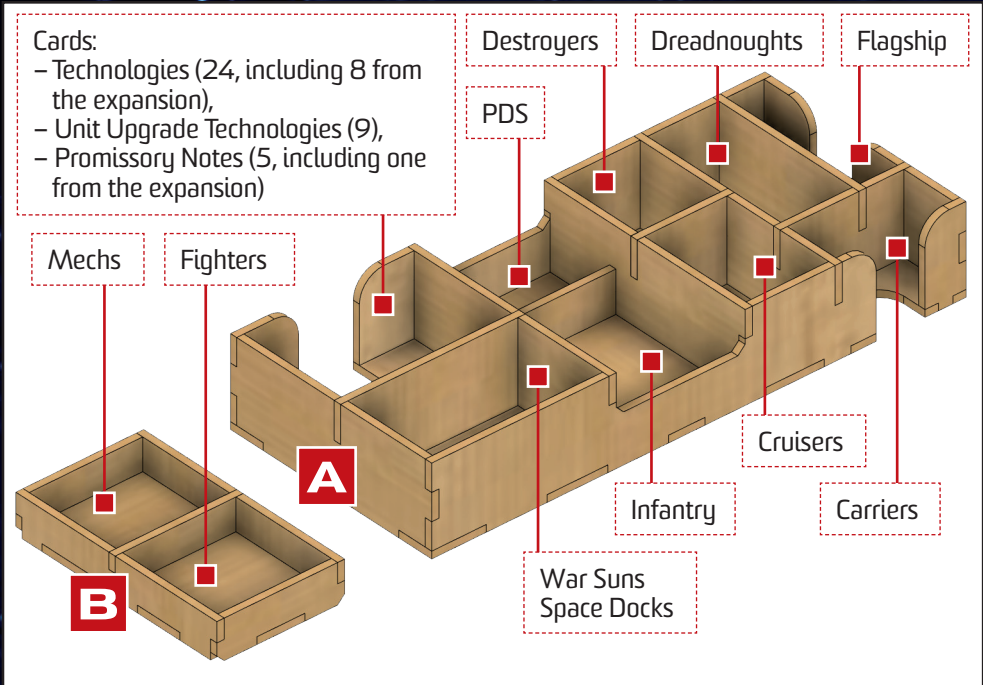 Cards:
– Technologies (24, including 8 from
the expansion),
– Unit Upgrade Technologies (9),
– Promissory Notes (5, including one
from the expansion)
Destroyers
Dreadnoughts
Flagship
PDS
Mechs
Fighters
A
Cruisers
Infantry
Carriers
War Suns
Space Docks
B